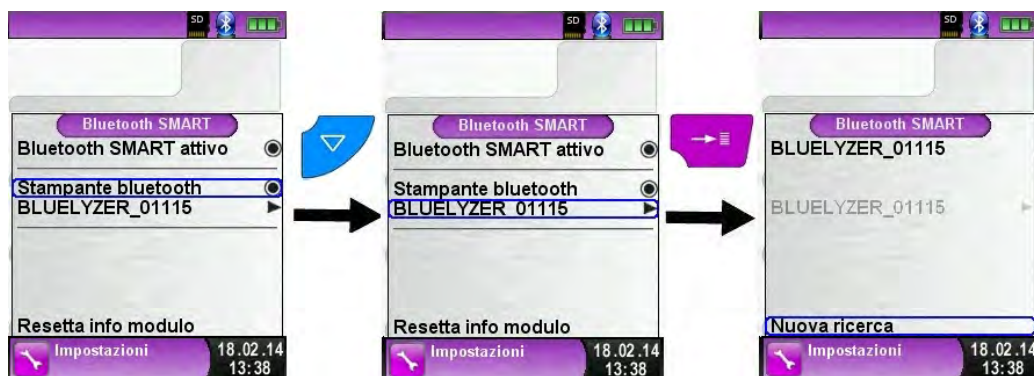 SD
Bluetooth SMART
Bluetooth SMART attivo
Stampante bluetooth
BLUELYZER_01115
Resetta info modulo
Impostazioni
18.02.14
13:38
SD
Bluetooth SMART
Bluetooth SMART attivo
Stampante bluetooth
BLUELYZER_01115
Resetta info modulo
Impostazioni
18.02.14
13:38
SD
Bluetooth SMART
BLUELYZER_01115
BLUELYZER_01115
Nuova ricerca
Impostazioni
18.02.14
13:38